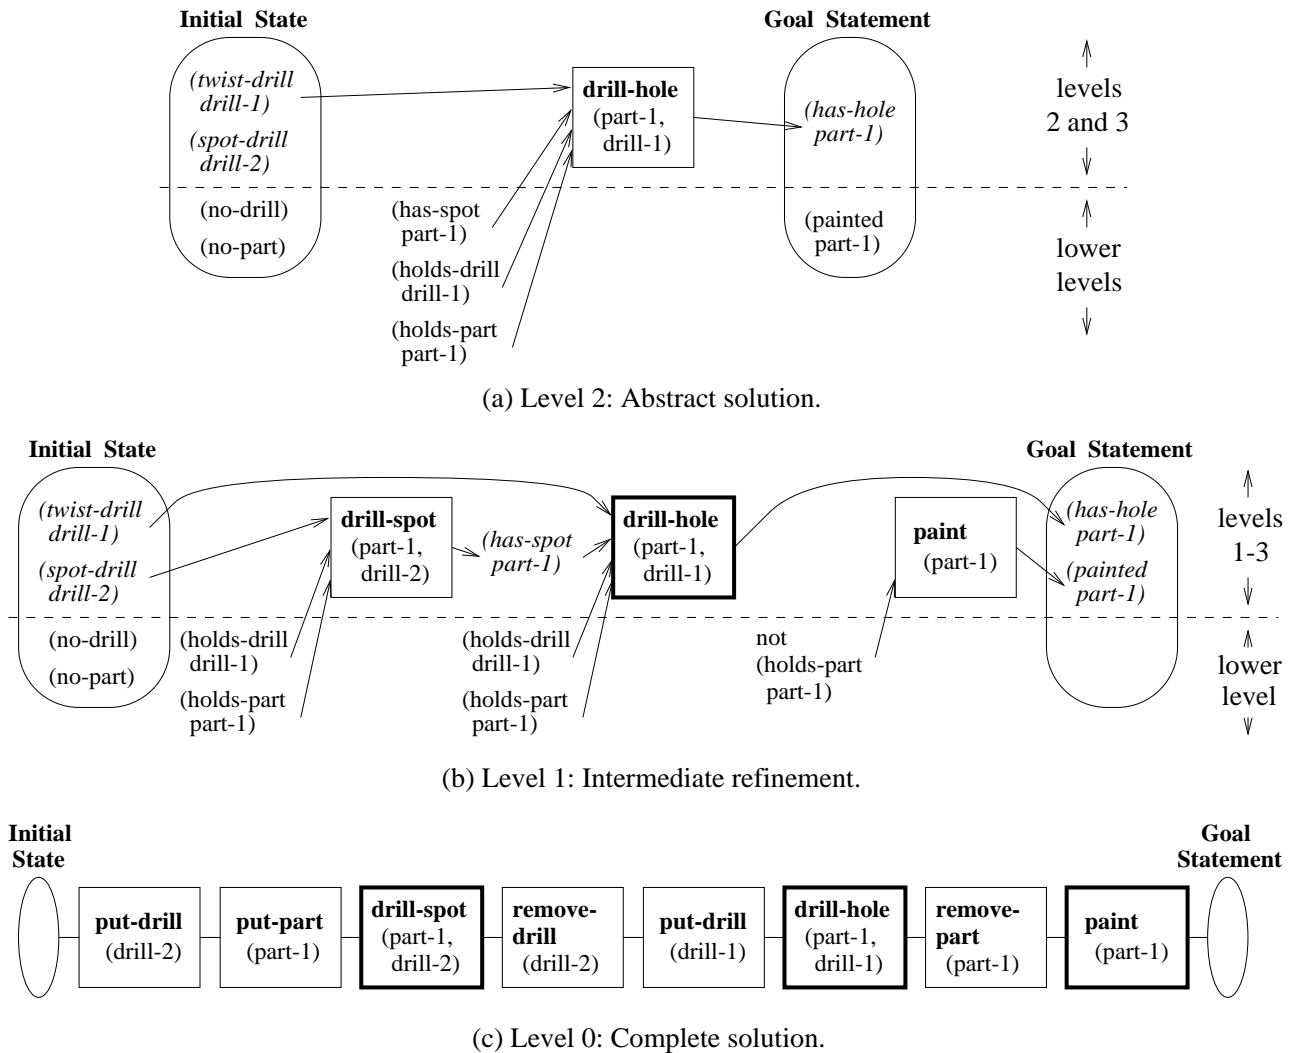 Initial State
Goal Statement
(twist-drill
drill-1)
(spot-drill
drill-2)
(no-drill)
(no-part)
drill-hole
(part-1,
drill-1)
(has-spot
part-1)
(holds-drill
drill-1)
(holds-part
part-1)
(has-hole
part-1)
(painted
part-1)
levels
2 and 3
lower
levels
(a) Level 2: Abstract solution.
Initial State
Goal Statement
(twist-drill
drill-1)
(spot-drill
drill-2)
(no-drill)
(no-part)
drill-spot
(part-1,
drill-2)
(holds-drill
drill-1)
(holds-part
part-1)
(has-spot
part-1)
drill-hole
(part-1,
drill-1)
(holds-drill
drill-1)
(holds-part
part-1)
paint
(part-1)
not
(holds-part
part-1)
(has-hole
part-1)
(painted
part-1)
levels
1-3
lower
level
(b) Level 1: Intermediate refinement.
Initial
State
Goal
Statement
put-drill
(drill-2)
put-part
(part-1)
drill-spot
(part-1,
drill-2)
remove-
drill
(drill-2)
put-drill
(drill-1)
drill-hole
(part-1,
drill-1)
remove-
part
(part-1)
paint
(part-1)
(c) Level 0: Complete solution.